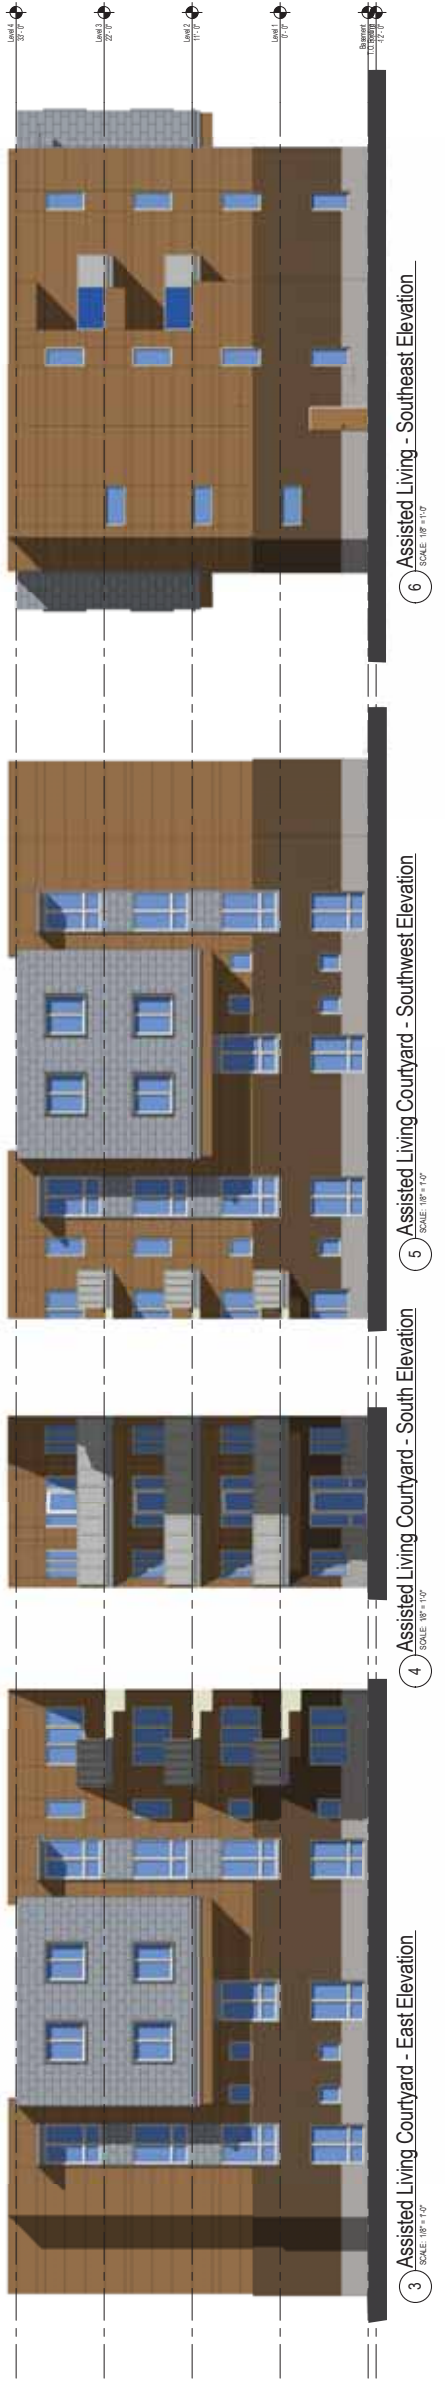 Level 4
33'- 0"
Level 3
22'- 0"
Level 2
11'- 0"
Level 1
0'- 0"
Basement
3
Assisted Living Courtyard - East Elevation
SCALE: 1/8" = 1'-0"
4
Assisted Living Courtyard - South Elevation
SCALE: 1/8" = 1'-0"
5
Assisted Living Courtyard - Southwest Elevation
SCALE: 1/8" = 1'-0"
6
Assisted Living - Southeast Elevation
SCALE: 1/8" = 1'-0"